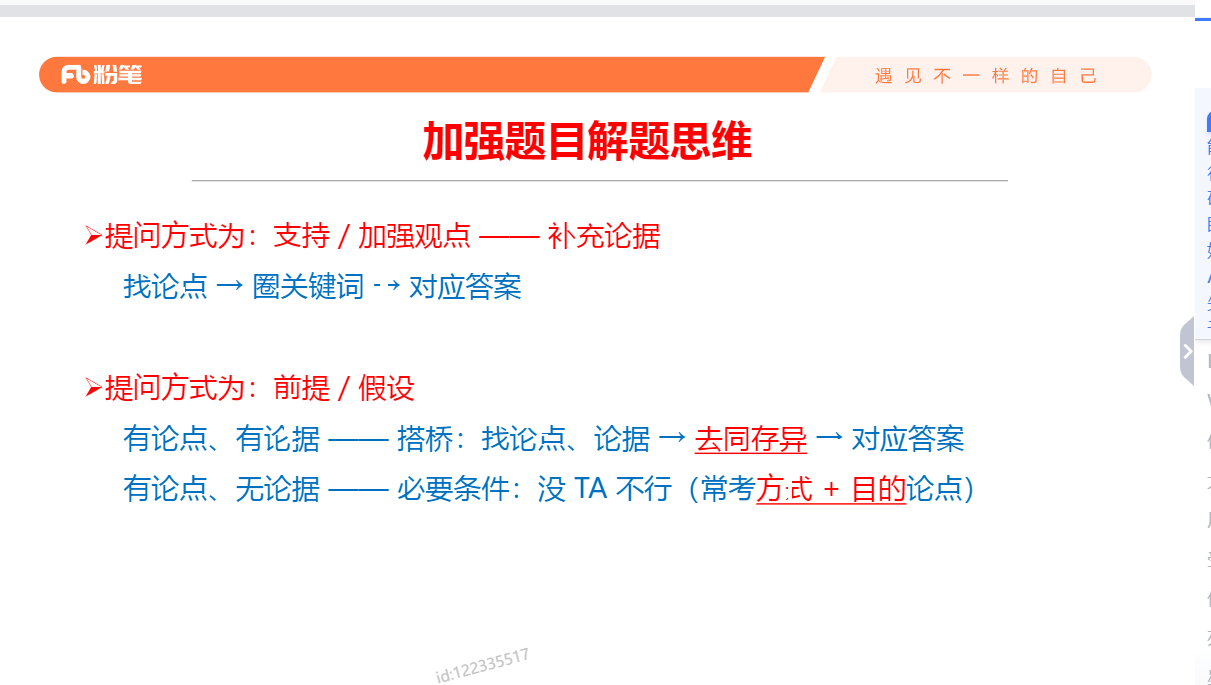 Fb粉笔
遇见不一样的自己
加强题目解题思维
➢提问方式为：支持 / 加强观点 —— 补充论据
找论点 → 圈关键词 --→ 对应答案
➢提问方式为：前提 / 假设
有论点、有论据 —— 搭桥：找论点、论据 → 去同存异 → 对应答案
有论点、无论据 —— 必要条件：没 TA 不行（常考方式 + 目的论点）
id:122335517